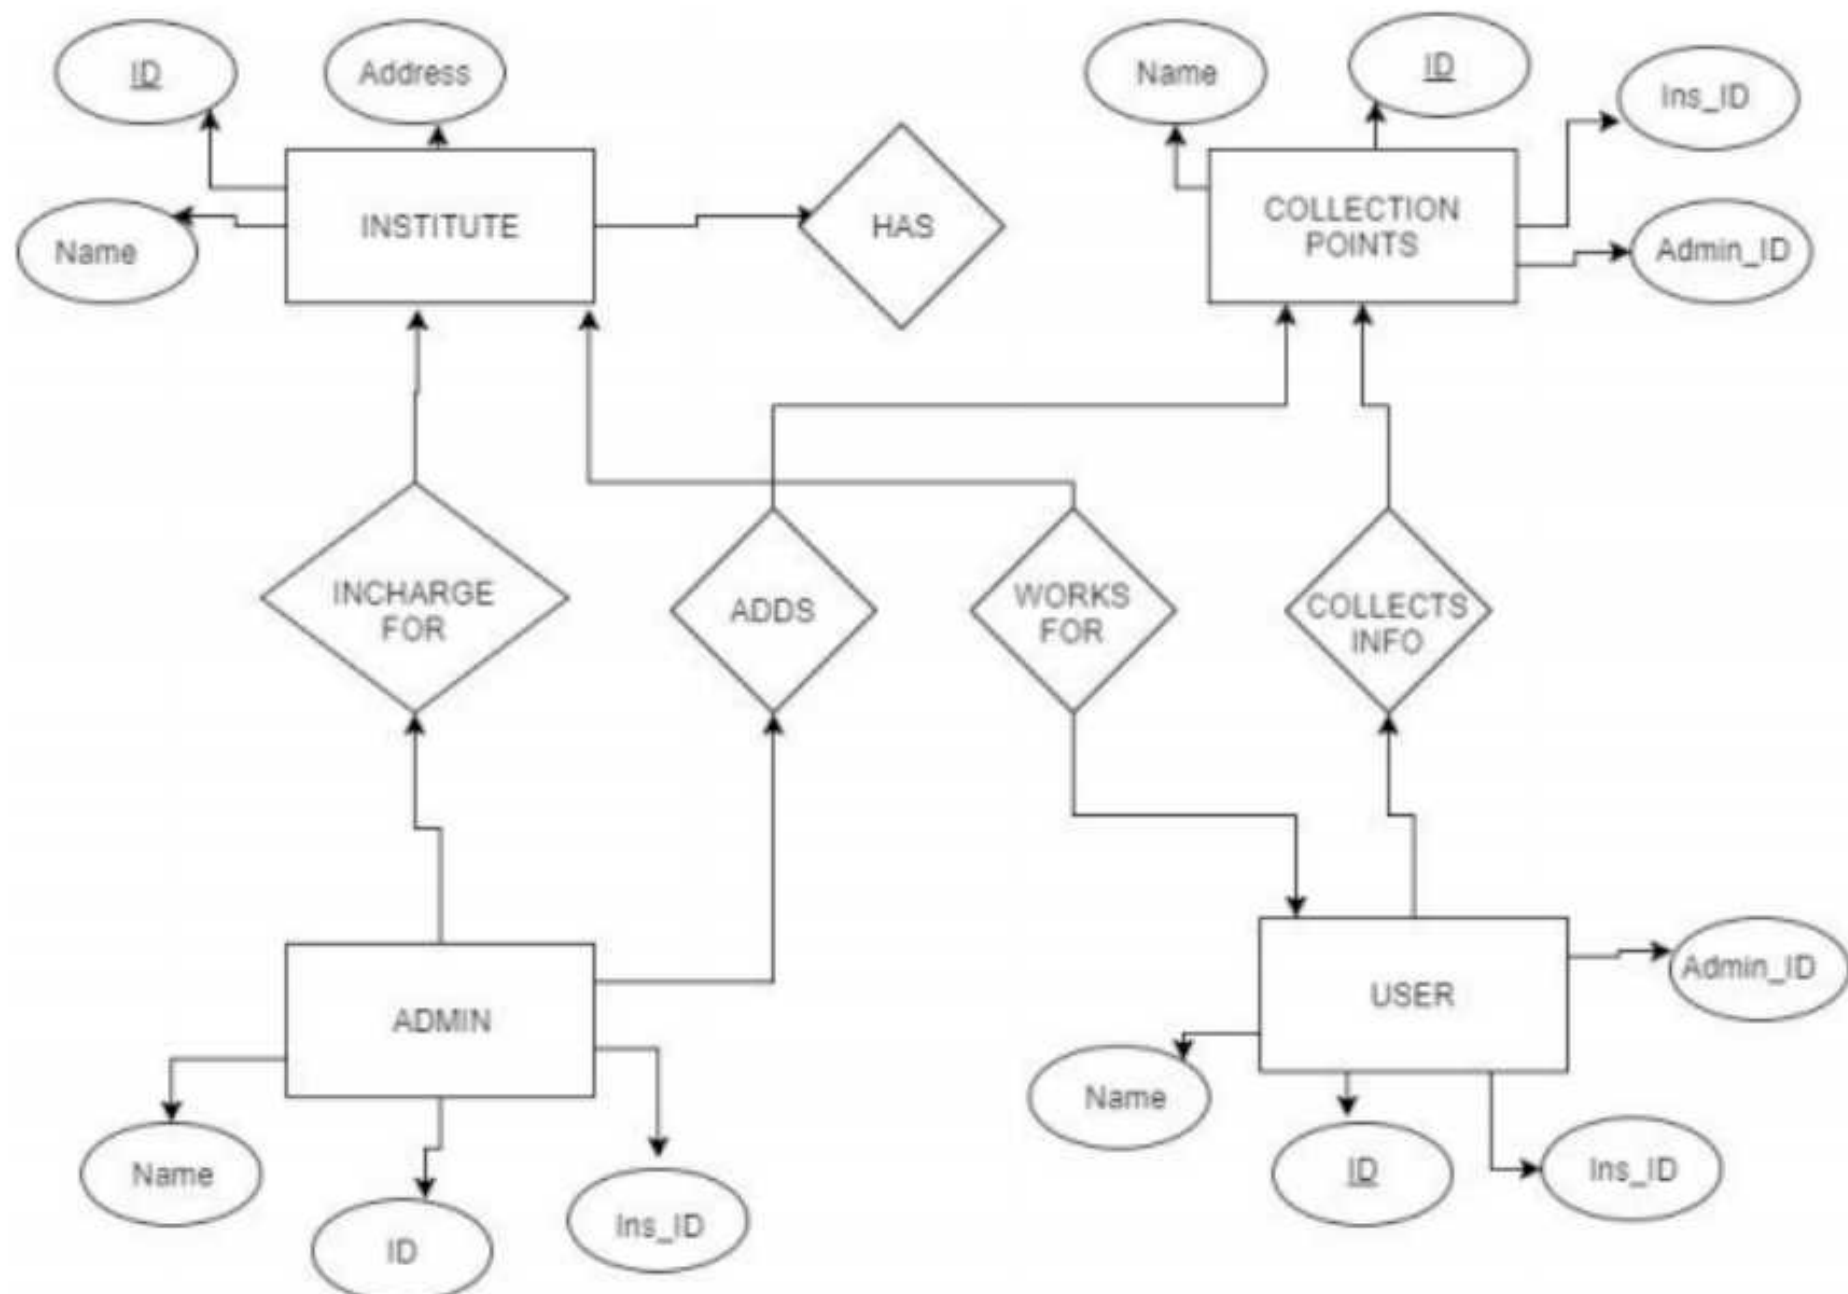 ID
Address
Name
ID
Ins_ID
INSTITUTE
HAS
COLLECTION
POINTS
Name
Admin_ID
INCHARGE
FOR
ADDS
WORKS
FOR
COLLECTS
INFO
ADMIN
USER
Admin_ID
Name
Name
ID
Ins_ID
ID
Ins_ID